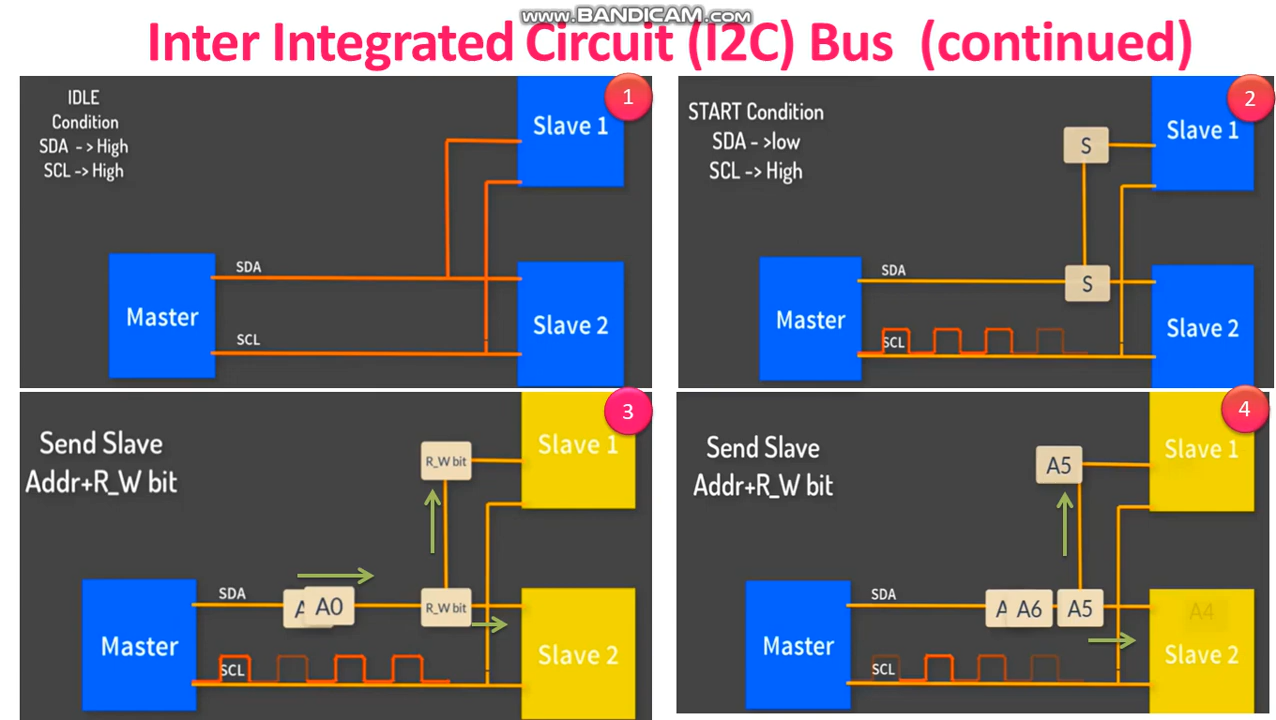 www.BANDICAM.com
Inter Integrated Circuit (I2C) Bus (continued)
1
IDLE
Condition
SDA - > High
SCL -> High
Slave 1
SDA
Master
Slave 2
SCL
2
START Condition
SDA - >low
SCL -> High
S
Slave 1
SDA
S
Master
Slave 2
SCL
3
Send Slave
Addr+R_W bit
R_W bit
Slave 1
SDA
A
A0
R_W bit
Master
Slave 2
SCL
4
Send Slave
Addr+R_W bit
A5
Slave 1
SDA
A
A6
A5
A4
Master
Slave 2
SCL